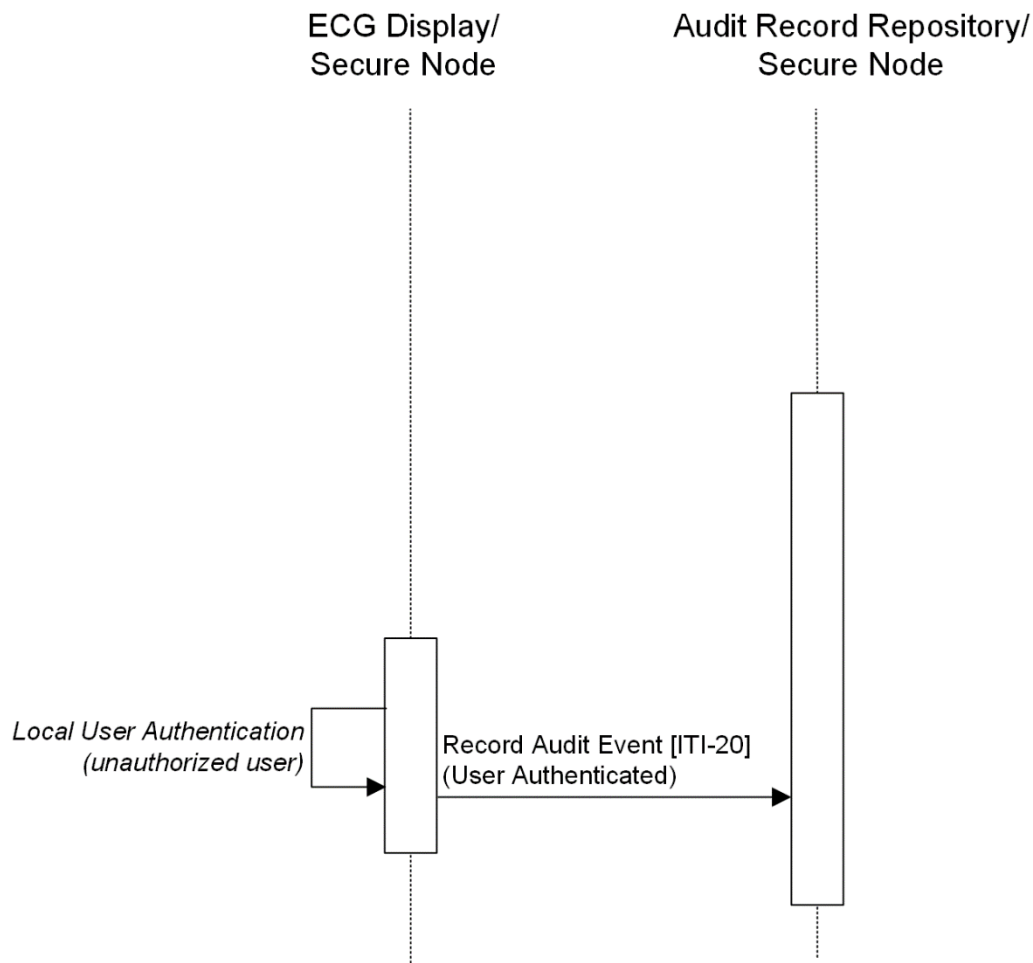 ECG Display/
Secure Node
Audit Record Repository/
Secure Node
Local User Authentication
(unauthorized user)
Record Audit Event [ITI-20]
(User Authenticated)